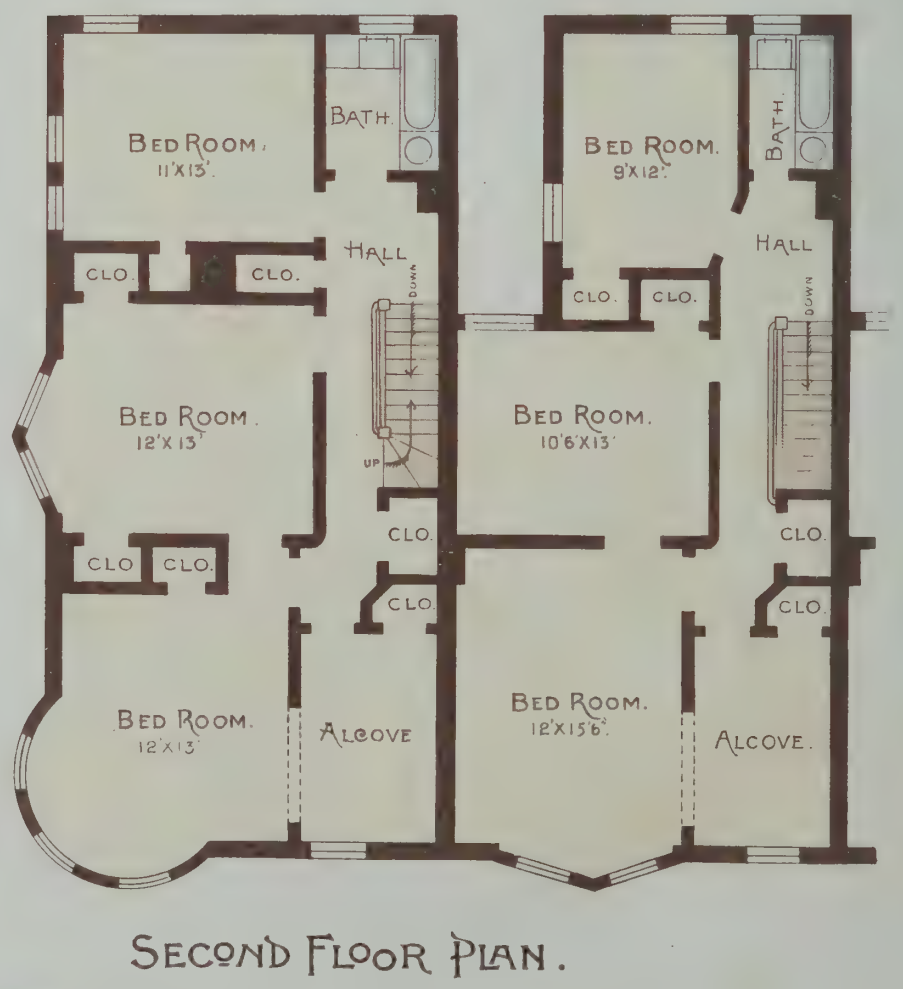 BED ROOM.
11'X13'.
BATH.
CLO.
CLO.
HALL
DOWN
BED ROOM.
12'X13'
UP
CLO
CLO.
CLO.
CLO.
BED ROOM.
12'X13'
ALCOVE
BED ROOM.
9'X12'.
BATH.
CLO.
CLO.
HALL
DOWN
BED ROOM.
10'6"X13'
CLO.
CLO.
BED ROOM.
12'X15'6".
ALCOVE.
SECOND FLOOR PLAN.